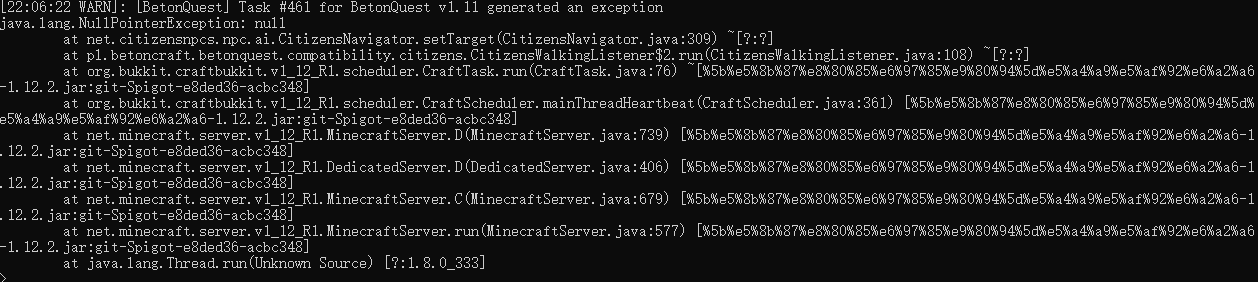 [22:06:22 WARN]: [BetonQuest] Task #461 for BetonQuest v1.11 generated an exception
java.lang.NullPointerException: null
at net.citizensnpcs.npc.ai.CitizensNavigator.setTarget(CitizensNavigator.java:309) ~[?:?]
at pl.betoncraft.betonquest.compatibility.citizens.CitizensWalkingListener$2.run(CitizensWalkingListener.java:108) ~[?:?]
at org.bukkit.craftbukkit.v1_12_R1.scheduler.CraftTask.run(CraftTask.java:76) ~[%5b%e5%8b%87%e8%80%85%e6%97%85%e9%80%94%5d%e5%a4%a9%e5%af%92%e6%a2%a6
-1.12.2.jar:git-Spigot-e8ded36-acbc348]
at org.bukkit.craftbukkit.v1_12_R1.scheduler.CraftScheduler.mainThreadHeartbeat(CraftScheduler.java:361) [%5b%e5%8b%87%e8%80%85%e6%97%85%e9%80%94%5d%
e5%a4%a9%e5%af%92%e6%a2%a6-1.12.2.jar:git-Spigot-e8ded36-acbc348]
at net.minecraft.server.v1_12_R1.MinecraftServer.D(MinecraftServer.java:739) [%5b%e5%8b%87%e8%80%85%e6%97%85%e9%80%94%5d%e5%a4%a9%e5%af%92%e6%a2%a6-1
.12.2.jar:git-Spigot-e8ded36-acbc348]
at net.minecraft.server.v1_12_R1.DedicatedServer.D(DedicatedServer.java:406) [%5b%e5%8b%87%e8%80%85%e6%97%85%e9%80%94%5d%e5%a4%a9%e5%af%92%e6%a2%a6-1
.12.2.jar:git-Spigot-e8ded36-acbc348]
at net.minecraft.server.v1_12_R1.MinecraftServer.C(MinecraftServer.java:679) [%5b%e5%8b%87%e8%80%85%e6%97%85%e9%80%94%5d%e5%a4%a9%e5%af%92%e6%a2%a6-1
.12.2.jar:git-Spigot-e8ded36-acbc348]
at net.minecraft.server.v1_12_R1.MinecraftServer.run(MinecraftServer.java:577) [%5b%e5%8b%87%e8%80%85%e6%97%85%e9%80%94%5d%e5%a4%a9%e5%af%92%e6%a2%a6
-1.12.2.jar:git-Spigot-e8ded36-acbc348]
at java.lang.Thread.run(Unknown Source) [?:1.8.0_333]
>